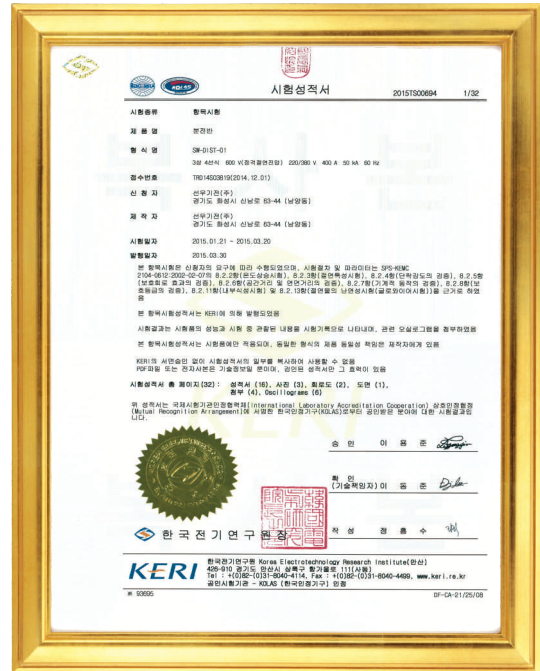 시험성적서 2015TS00694 1/32
시험종류 항목시험
제 품 명 분전반
형 식 명 SW-DIST-01
3상 4선식 600 V(정격절연전압) 220/380 V 400 A 50 kA 60 Hz
접수번호 TR014S03819(2014.12.01)
신 청 자 선우기전(주)
경기도 화성시 신남로 63-44 (남양동)
제 작 자 선우기전(주)
경기도 화성시 신남로 63-44 (남양동)
시험일자 2015.01.21 ~ 2015.03.20
발행일자 2015.03.30
본 항목시험은 신청자의 요구에 따라 수행되었으며, 시험절차 및 파라미터는 SPS-KEMC
2104-0612:2002-02-07의 8.2.2항(온도상승시험), 8.2.3항(절연특성시험), 8.2.4항(단락강도의 검증), 8.2.5항
(보호회로 효과의 검증), 8.2.6항(공간거리 및 연면거리의 검증), 8.2.7항(기계적 동작의 검증), 8.2.8항(보
호등급의 검증), 8.2.11항(내부식성시험) 및 8.2.13항(절연물의 난연성시험(글로와이어시험))을 근거로 하였
음
본 항목시험성적서는 KERI에 의해 발행되었음
시험결과는 시험품의 성능과 시험 중 관찰된 내용을 시험기록으로 나타내며, 관련 오실로그램을 첨부하였음
본 항목시험성적서는 시험품에만 적용되며, 동일한 형식의 제품 동일성 책임은 제작자에게 있음
KERI의 서면승인 없이 시험성적서의 일부를 복사하여 사용할 수 없음
PDF파일 또는 전자사본은 기술정보일 뿐이며, 검인된 성적서만 그 효력이 있음
시험성적서 총 페이지(32) : 성적서 (16), 사진 (3), 회로도 (2), 도면 (1),
첨부 (4), Oscillograms (6)
위 성적서는 국제시험기관인정협력체(International Laboratory Accreditation Cooperation) 상호인정협정
(Mutual Recognition Arrangement)에 서명한 한국인정기구(KOLAS)로부터 공인받은 분야에 대한 시험결과입
니다.
승 인 이 용 준
확 인
(기술책임자) 이 동 준
작 성 정 흥 수
한국전기연구원장
KERI
한국전기연구원 Korea Electrotechnology Research Institute(안산)
426-910 경기도 안산시 상록구 항가울로 111(사동)
Tel : +(0)82-(0)31-8040-4114, Fax : +(0)82-(0)31-8040-4499, www.keri.re.kr
공인시험기관 - KOLAS (한국인정기구) 인정
※ 93695 DF-CA-21/25/08